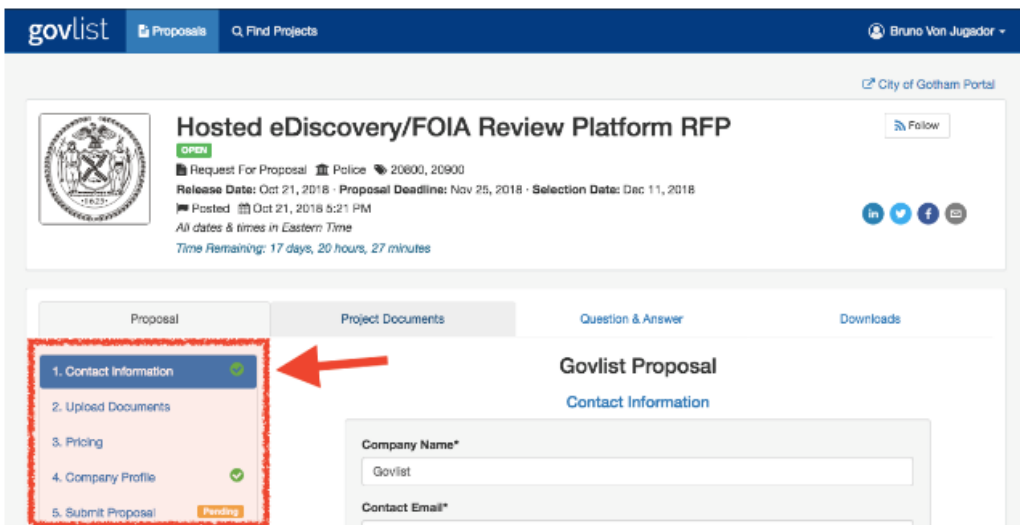 govlist Proposals Find Projects Bruno Von Jugador
City of Gotham Portal
Hosted eDiscovery/FOIA Review Platform RFP
Follow
OPEN
Request For Proposal Police 20800, 20900
Release Date: Oct 21, 2018 · Proposal Deadline: Nov 25, 2018 · Selection Date: Dec 11, 2018
Posted Oct 21, 2018 5:21 PM
All dates & times in Eastern Time
Time Remaining: 17 days, 20 hours, 27 minutes
·1625·
Proposal Project Documents Question & Answer Downloads
1. Contact Information
2. Upload Documents
3. Pricing
4. Company Profile
5. Submit Proposal Pending
Govlist Proposal
Contact Information
Company Name*
Govlist
Contact Email*